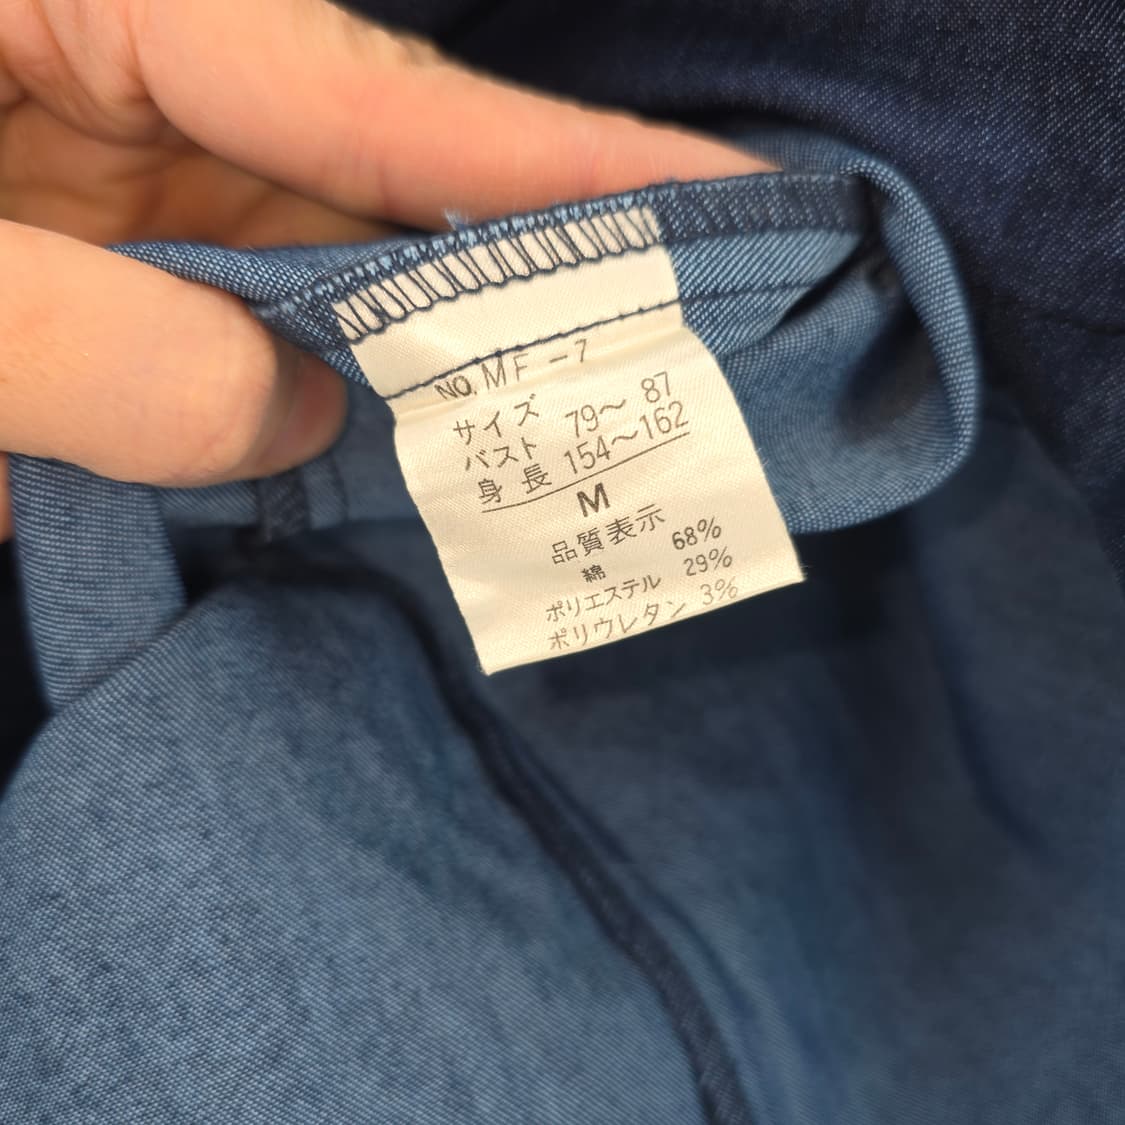 NO. MF-7
サイズ
バスト 79〜 87
身 長 154〜162
M
品質表示
綿 68%
ポリエステル 29%
ポリウレタン 3%